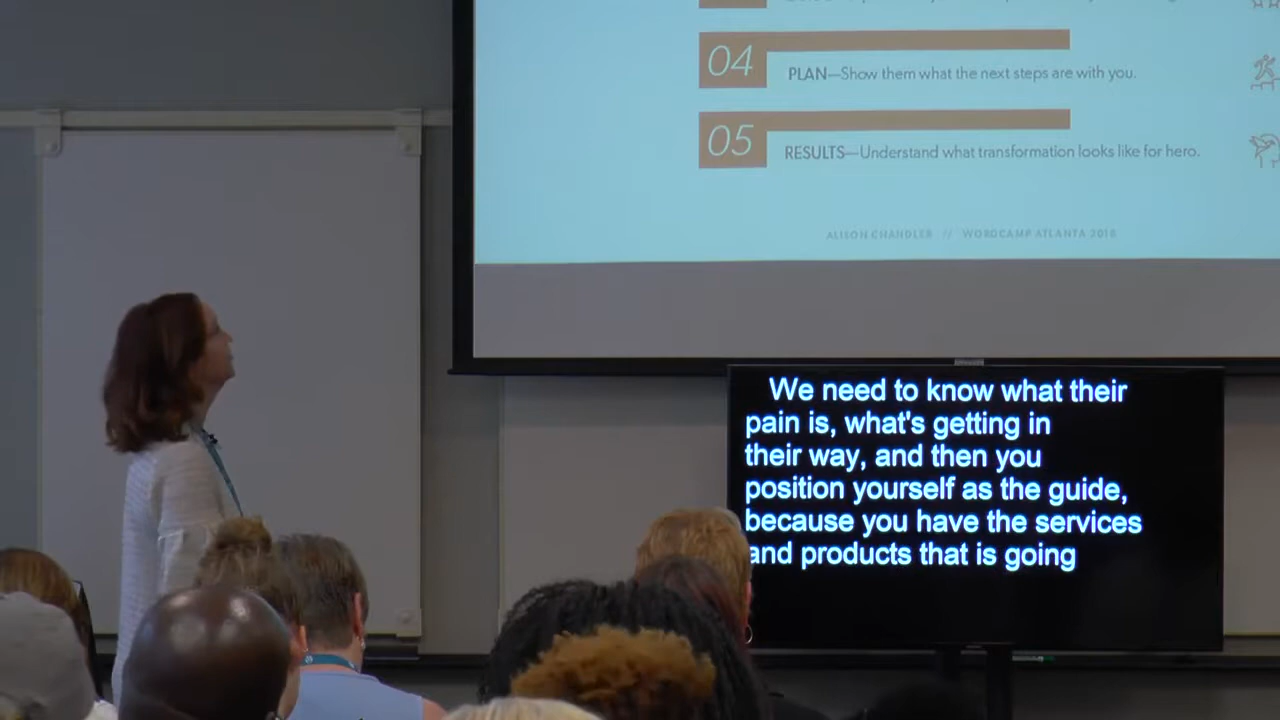 04
PLAN—Show them what the next steps are with you.
05
RESULTS—Understand what transformation looks like for hero.
ALISON CHANDLER // WORDCAMP ATLANTA 2018
We need to know what their
pain is, what's getting in
their way, and then you
position yourself as the guide,
because you have the services
and products that is going